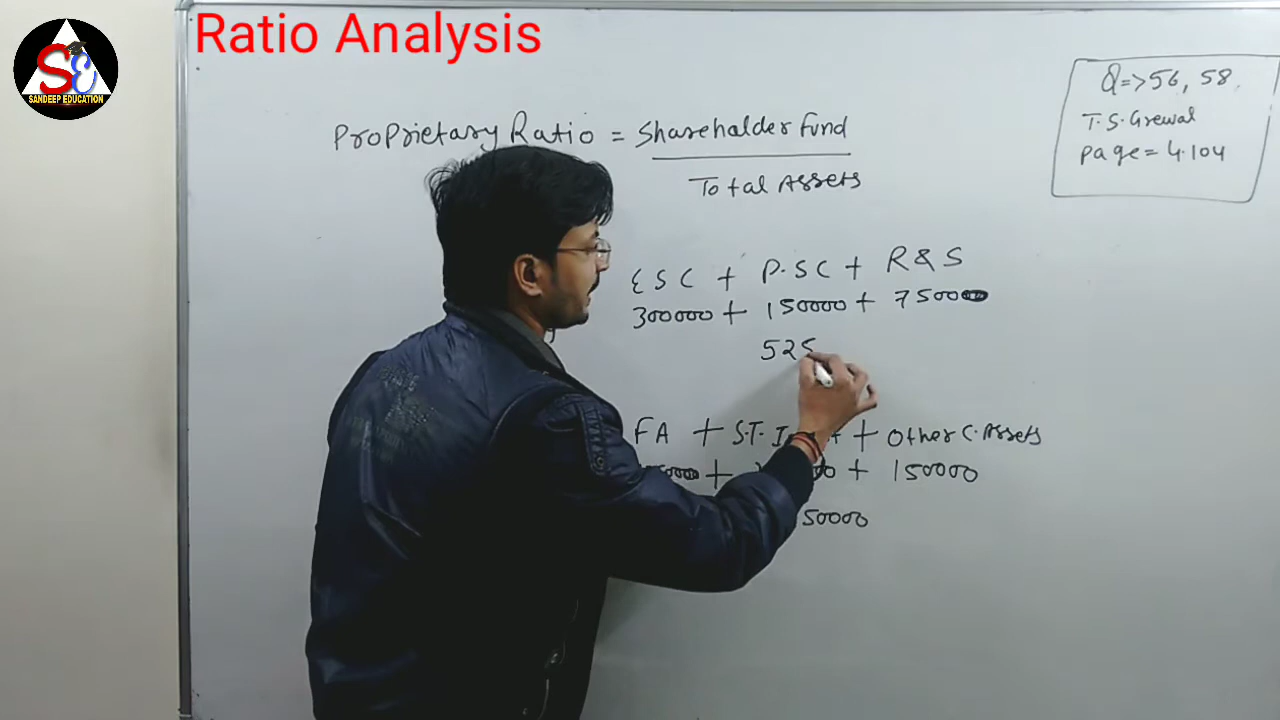 Ratio Analysis
SE
SANDEEP EDUCATION
Q=>56, 58.
T.S.Grewal
Page=4.104
Proprietary Ratio = Shareholder Fund
Total Assets
ESC + P.SC + R&S
300000 + 150000 + 75000
525
FA + S.T. + Other C.Assets
+ + 150000
50000